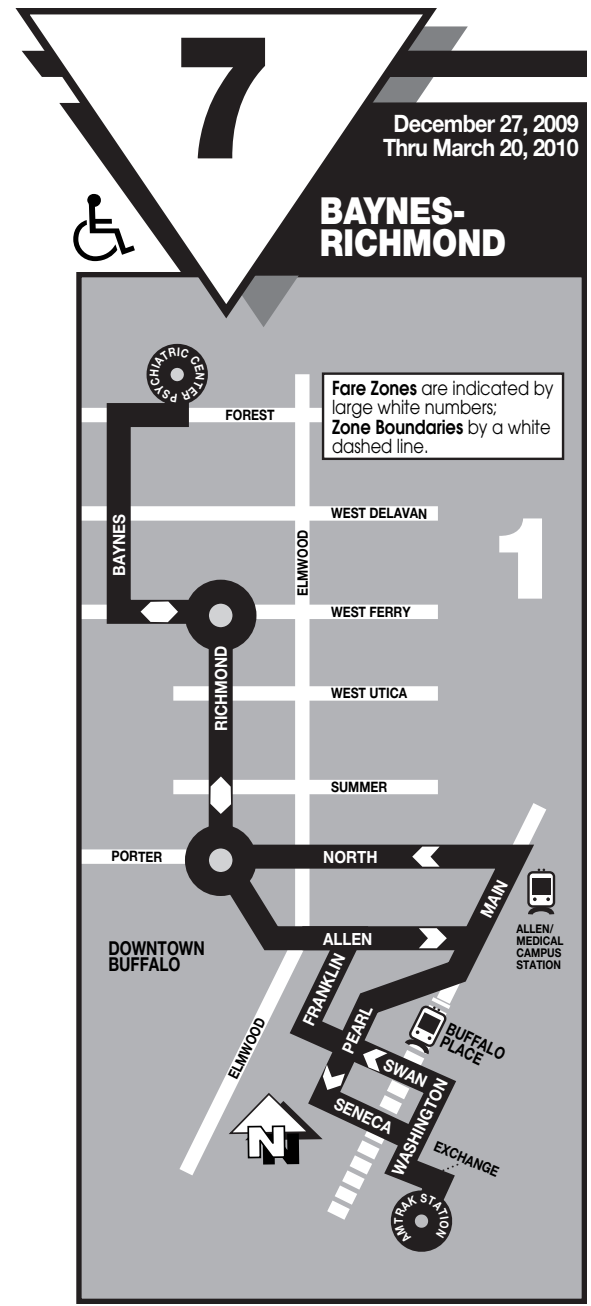 7
December 27, 2009
Thru March 20, 2010
BAYNES-
RICHMOND
PSYCHIATRIC CENTER
Fare Zones are indicated by
large white numbers;
Zone Boundaries by a white
dashed line.
FOREST
WEST DELAVAN
1
BAYNES
ELMWOOD
WEST FERRY
RICHMOND
WEST UTICA
SUMMER
PORTER
NORTH
MAIN
ALLEN/
MEDICAL
CAMPUS
STATION
ALLEN
DOWNTOWN
BUFFALO
FRANKLIN
PEARL
ELMWOOD
BUFFALO
PLACE
SWAN
SENECA
WASHINGTON
N
EXCHANGE
AMTRAK STATION